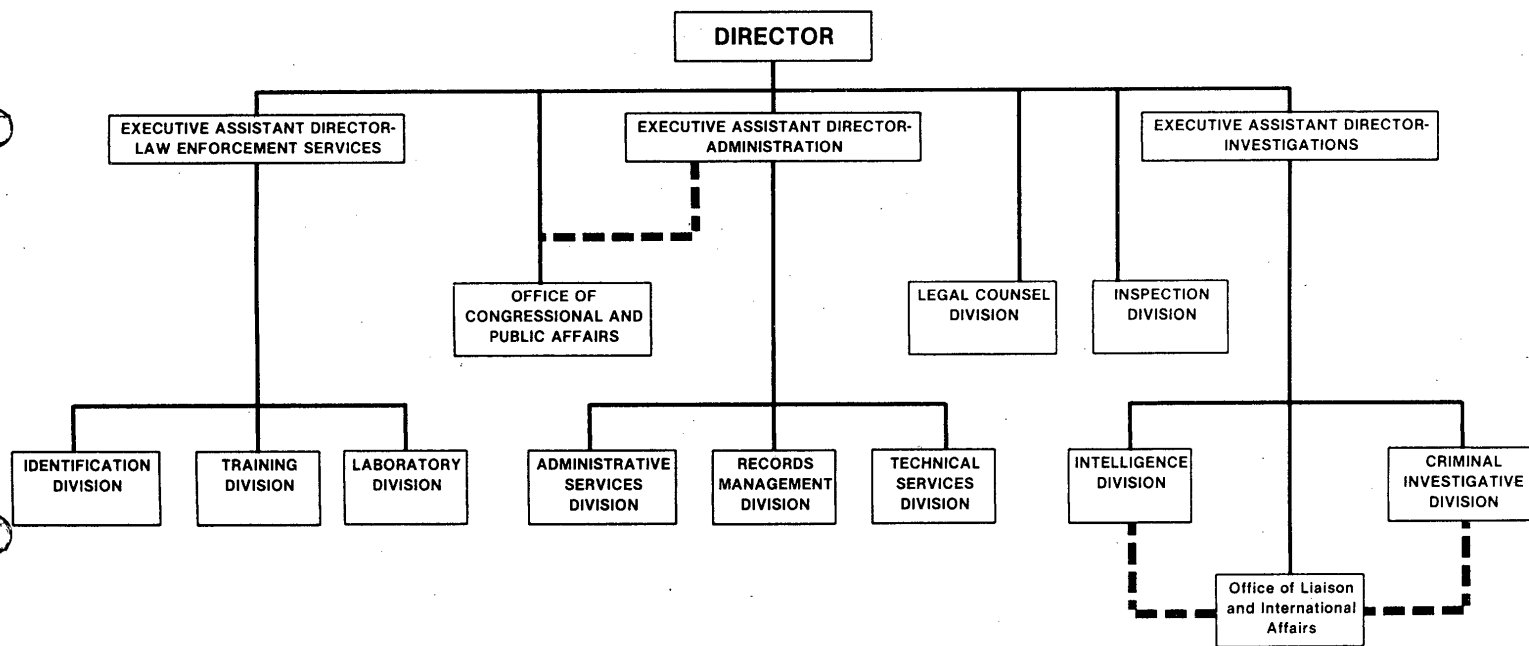 DIRECTOR
EXECUTIVE ASSISTANT DIRECTOR-
LAW ENFORCEMENT SERVICES
EXECUTIVE ASSISTANT DIRECTOR-
ADMINISTRATION
EXECUTIVE ASSISTANT DIRECTOR-
INVESTIGATIONS
OFFICE OF
CONGRESSIONAL AND
PUBLIC AFFAIRS
LEGAL COUNSEL
DIVISION
INSPECTION
DIVISION
IDENTIFICATION
DIVISION
TRAINING
DIVISION
LABORATORY
DIVISION
ADMINISTRATIVE
SERVICES
DIVISION
RECORDS
MANAGEMENT
DIVISION
TECHNICAL
SERVICES
DIVISION
INTELLIGENCE
DIVISION
CRIMINAL
INVESTIGATIVE
DIVISION
Office of Liaison
and International
Affairs